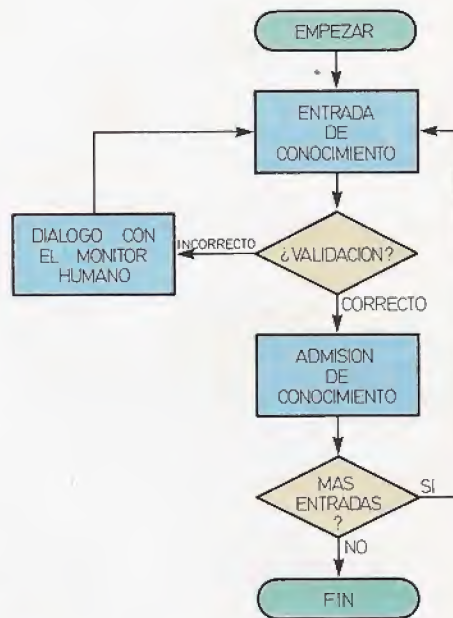 EMPEZAR
ENTRADA
DE
CONOCIMIENTO
DIALOGO CON
EL MONITOR
HUMANO
INCORRECTO
¿VALIDACION?
CORRECTO
ADMISION
DE
CONOCIMIENTO
MAS
ENTRADAS
?
SI
NO
FIN